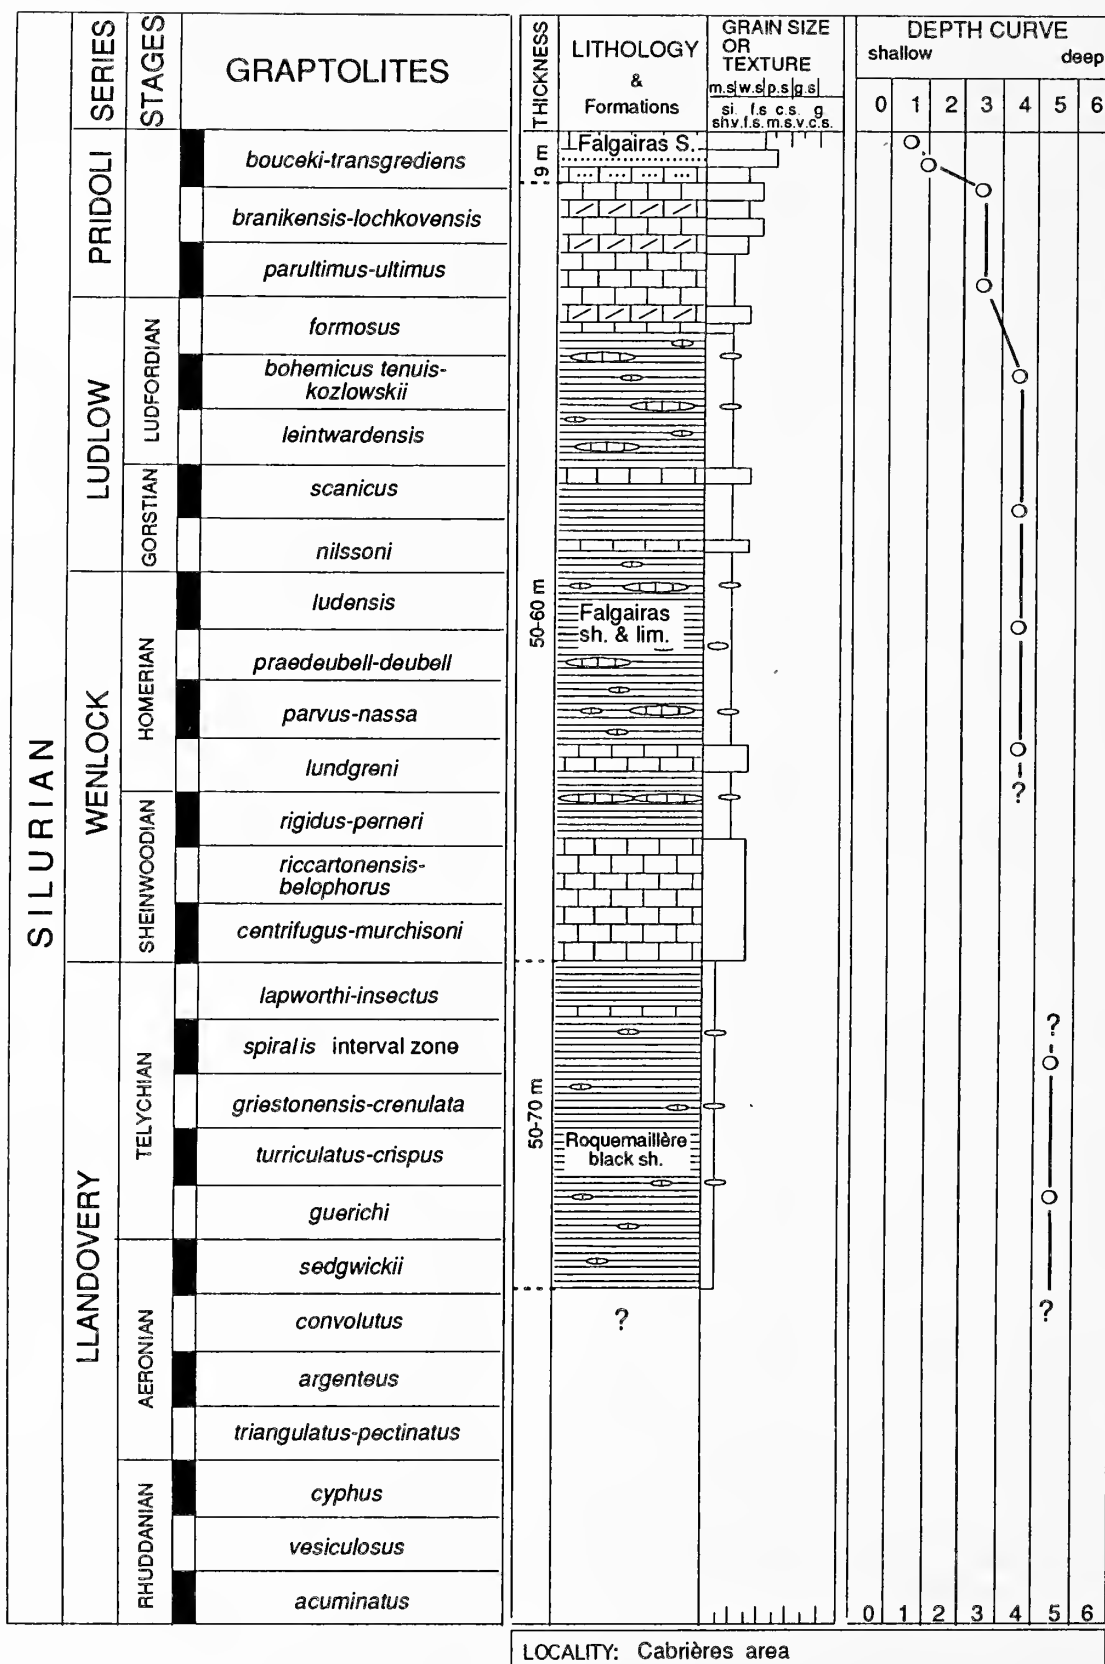 SERIES
STAGES
GRAPTOLITES
THICKNESS
LITHOLOGY
&
Formations
GRAIN SIZE
OR
TEXTURE
m.s w.s p.s g.s
si. f.s c.s. g
sh v.f.s. m.s. v.c.s.
DEPTH CURVE
shallow deep
0 1 2 3 4 5 6
SILURIAN
PRIDOLI
LUDLOW
WENLOCK
LLANDOVERY
LUDFORDIAN
GORSTIAN
HOMERIAN
SHEINWOODIAN
TELYCHIAN
AERONIAN
RHUDDANIAN
bouceki-transgrediens
branikensis-lochkovensis
parultimus-ultimus
formosus
bohemicus tenuis-
kozlowskii
leintwardensis
scanicus
nilssoni
ludensis
praedeubell-deubell
parvus-nassa
lundgreni
rigidus-perneri
riccartonensis-
belophorus
centrifugus-murchisoni
lapworthi-insectus
spiralis interval zone
griestonensis-crenulata
turriculatus-crispus
guerichi
sedgwickii
convolutus
argenteus
triangulatus-pectinatus
cyphus
vesiculosus
acuminatus
9 m
50-60 m
50-70 m
Falgairas S.
Falgairas
sh. & lim.
Roquemaillère
black sh.
?
?
?
?
0 1 2 3 4 5 6
LOCALITY: Cabrières area